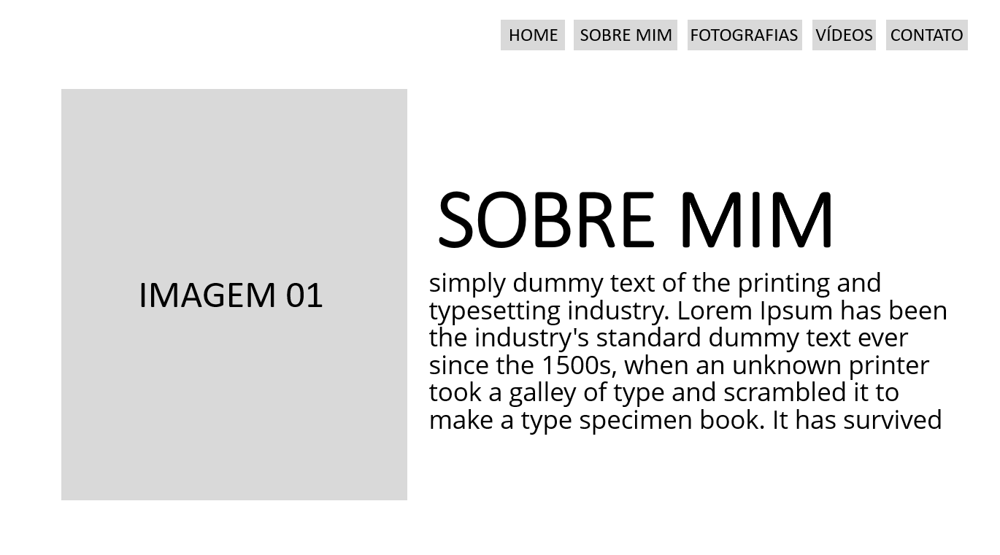 HOME SOBRE MIM FOTOGRAFIAS VÍDEOS CONTATO
IMAGEM 01
SOBRE MIM
simply dummy text of the printing and
typesetting industry. Lorem Ipsum has been
the industry's standard dummy text ever
since the 1500s, when an unknown printer
took a galley of type and scrambled it to
make a type specimen book. It has survived